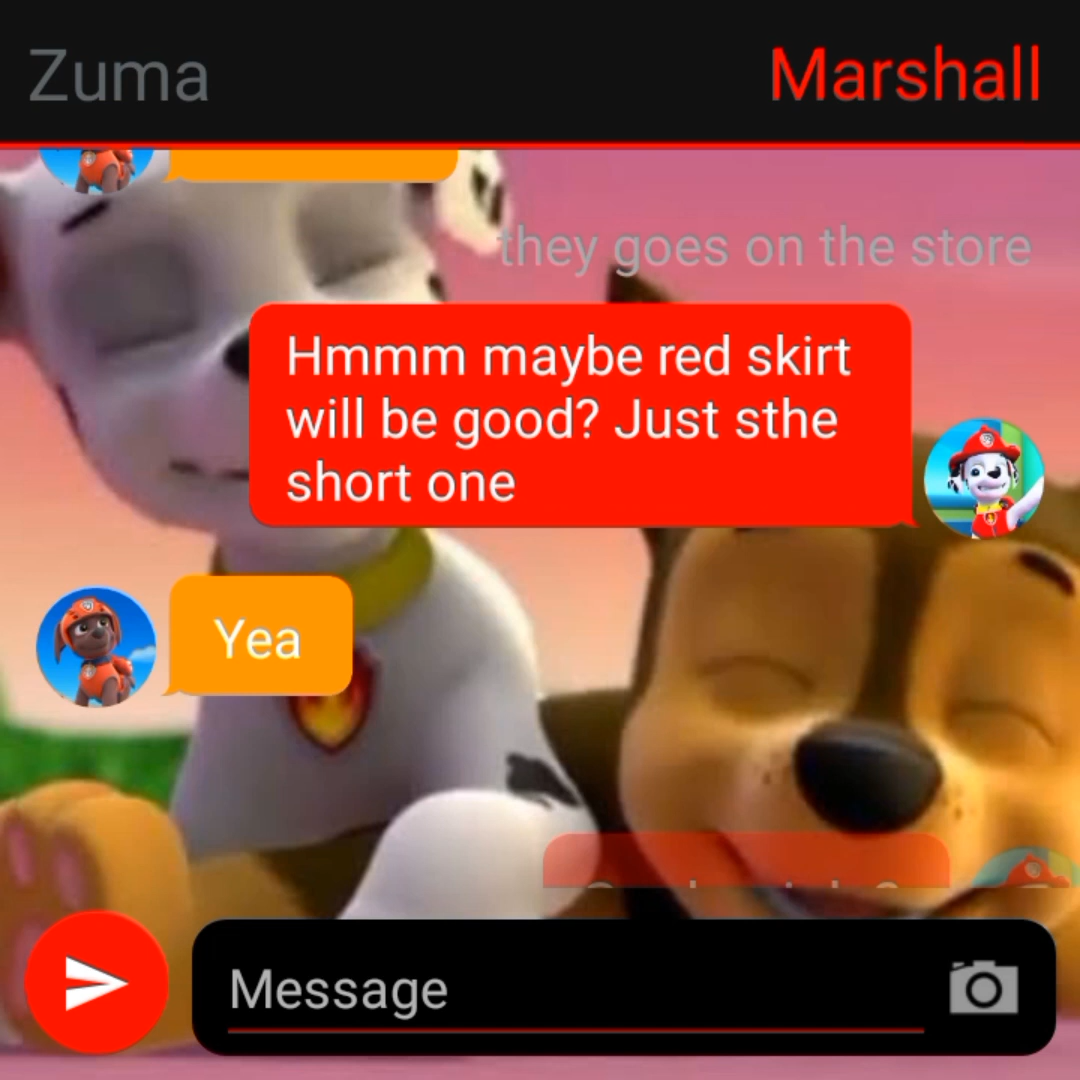 Zuma
Marshall
they goes on the store
Hmmm maybe red skirt
will be good? Just sthe
short one
Yea
Message